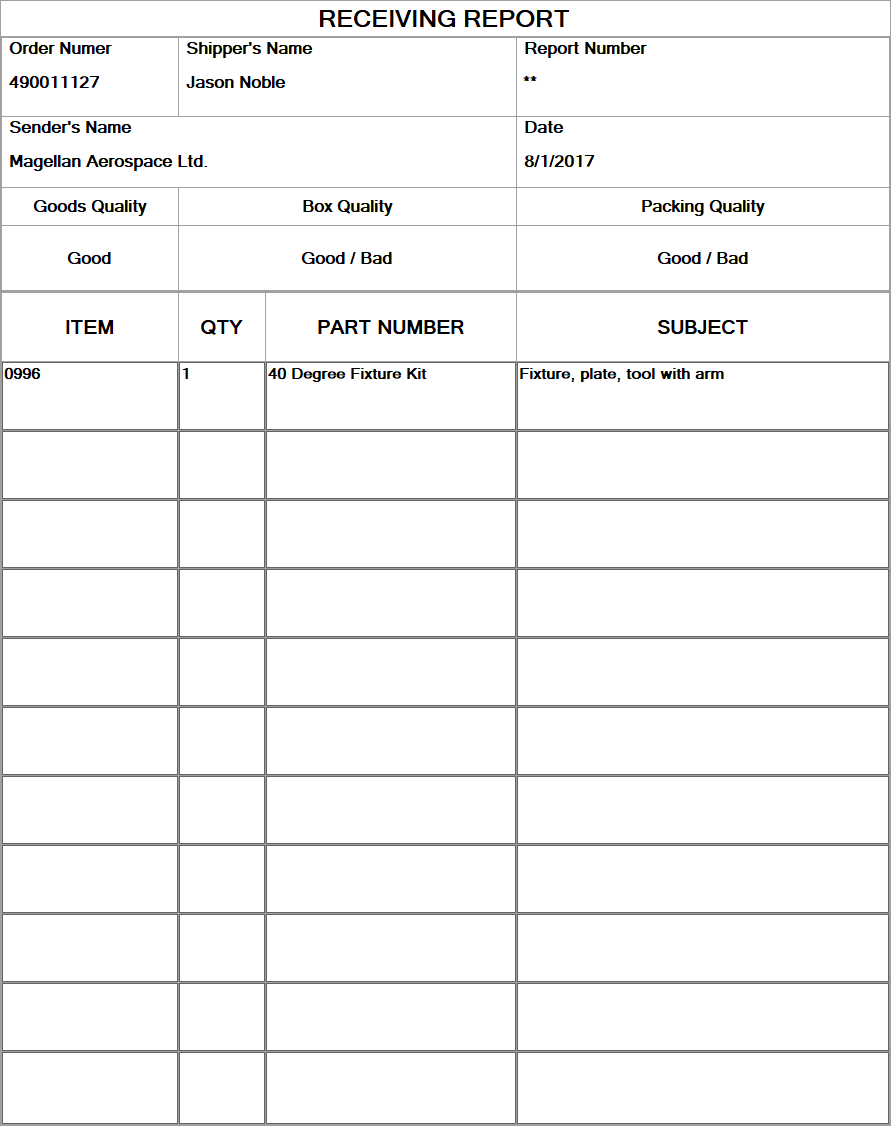 RECEIVING REPORT
Order Numer
Shipper's Name
Report Number
490011127
Jason Noble
**
Sender's Name
Date
Magellan Aerospace Ltd.
8/1/2017
Goods Quality
Box Quality
Packing Quality
Good
Good / Bad
Good / Bad
ITEM
QTY
PART NUMBER
SUBJECT
0996
1
40 Degree Fixture Kit
Fixture, plate, tool with arm